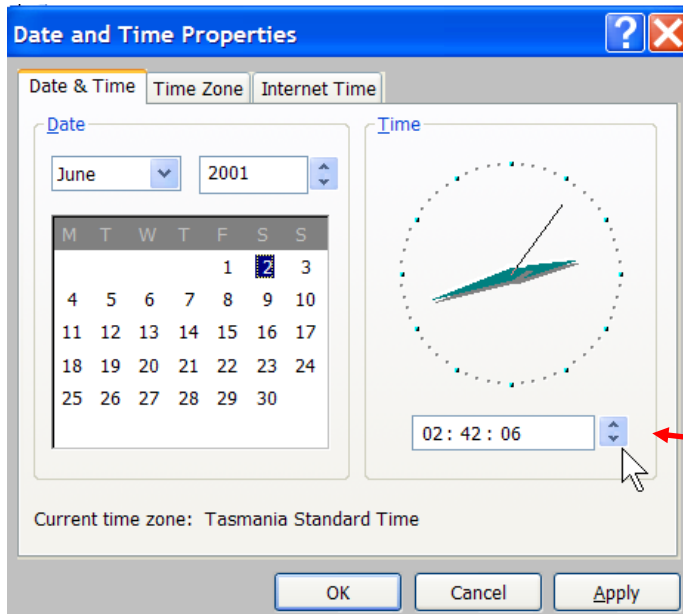 Date and Time Properties
Date & Time Time Zone Internet Time
Date
Time
June 2001
M T W T F S S
1 2 3
4 5 6 7 8 9 10
11 12 13 14 15 16 17
18 19 20 21 22 23 24
25 26 27 28 29 30
02: 42: 06
Current time zone: Tasmania Standard Time
OK Cancel Apply